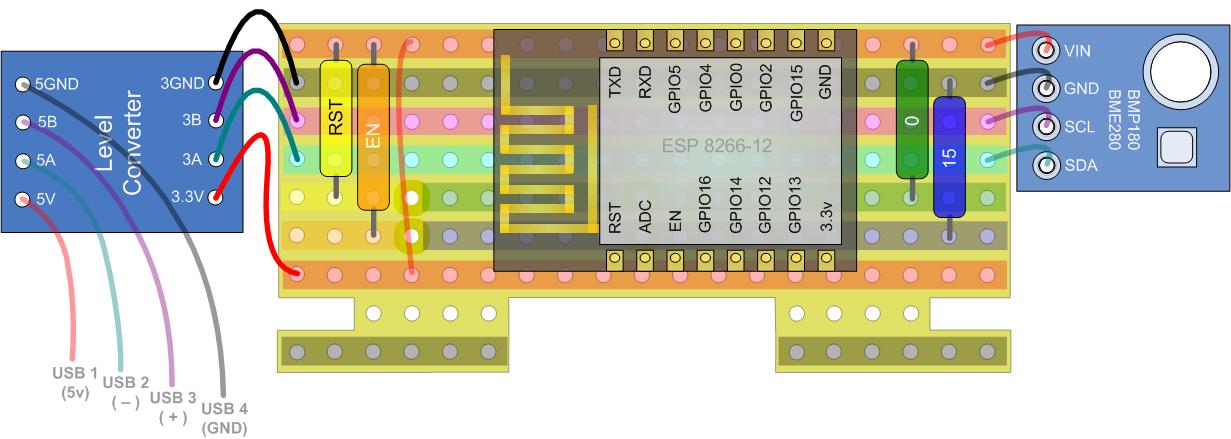 5GND
5B
5A
5V
Level
Converter
3GND
3B
3A
3.3V
USB 1
(5v)
USB 2
( – )
USB 3
( + )
USB 4
(GND)
RST
EN
TXD
RXD
GPIO5
GPIO4
GPIO0
GPIO2
GPIO15
GND
ESP 8266-12
RST
ADC
EN
GPIO16
GPIO14
GPIO12
GPIO13
3.3v
0
15
VIN
GND
SCL
SDA
BMP180
BME280